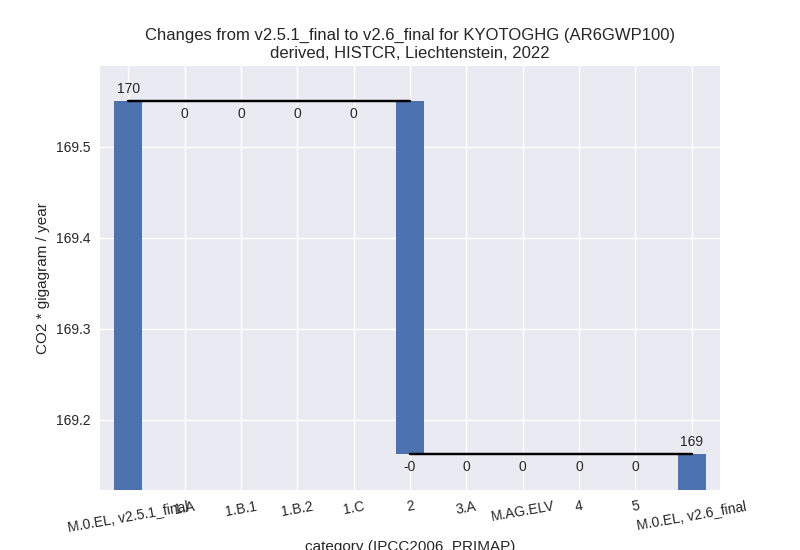 Changes from v2.5.1_final to v2.6_final for KYOTOGHG (AR6GWP100)
derived, HISTCR, Liechtenstein, 2022
170
0 0 0 0
169.5
169.4
CO2 * gigagram / year
169.3
169.2
169
-0 0 0 0 0
M.0.EL, v2.5.1_final 1.A 1.B.1 1.B.2 1.C 2 3.A M.AG.ELV 4 5 M.0.EL, v2.6_final
category (IPCC2006_PRIMAP)